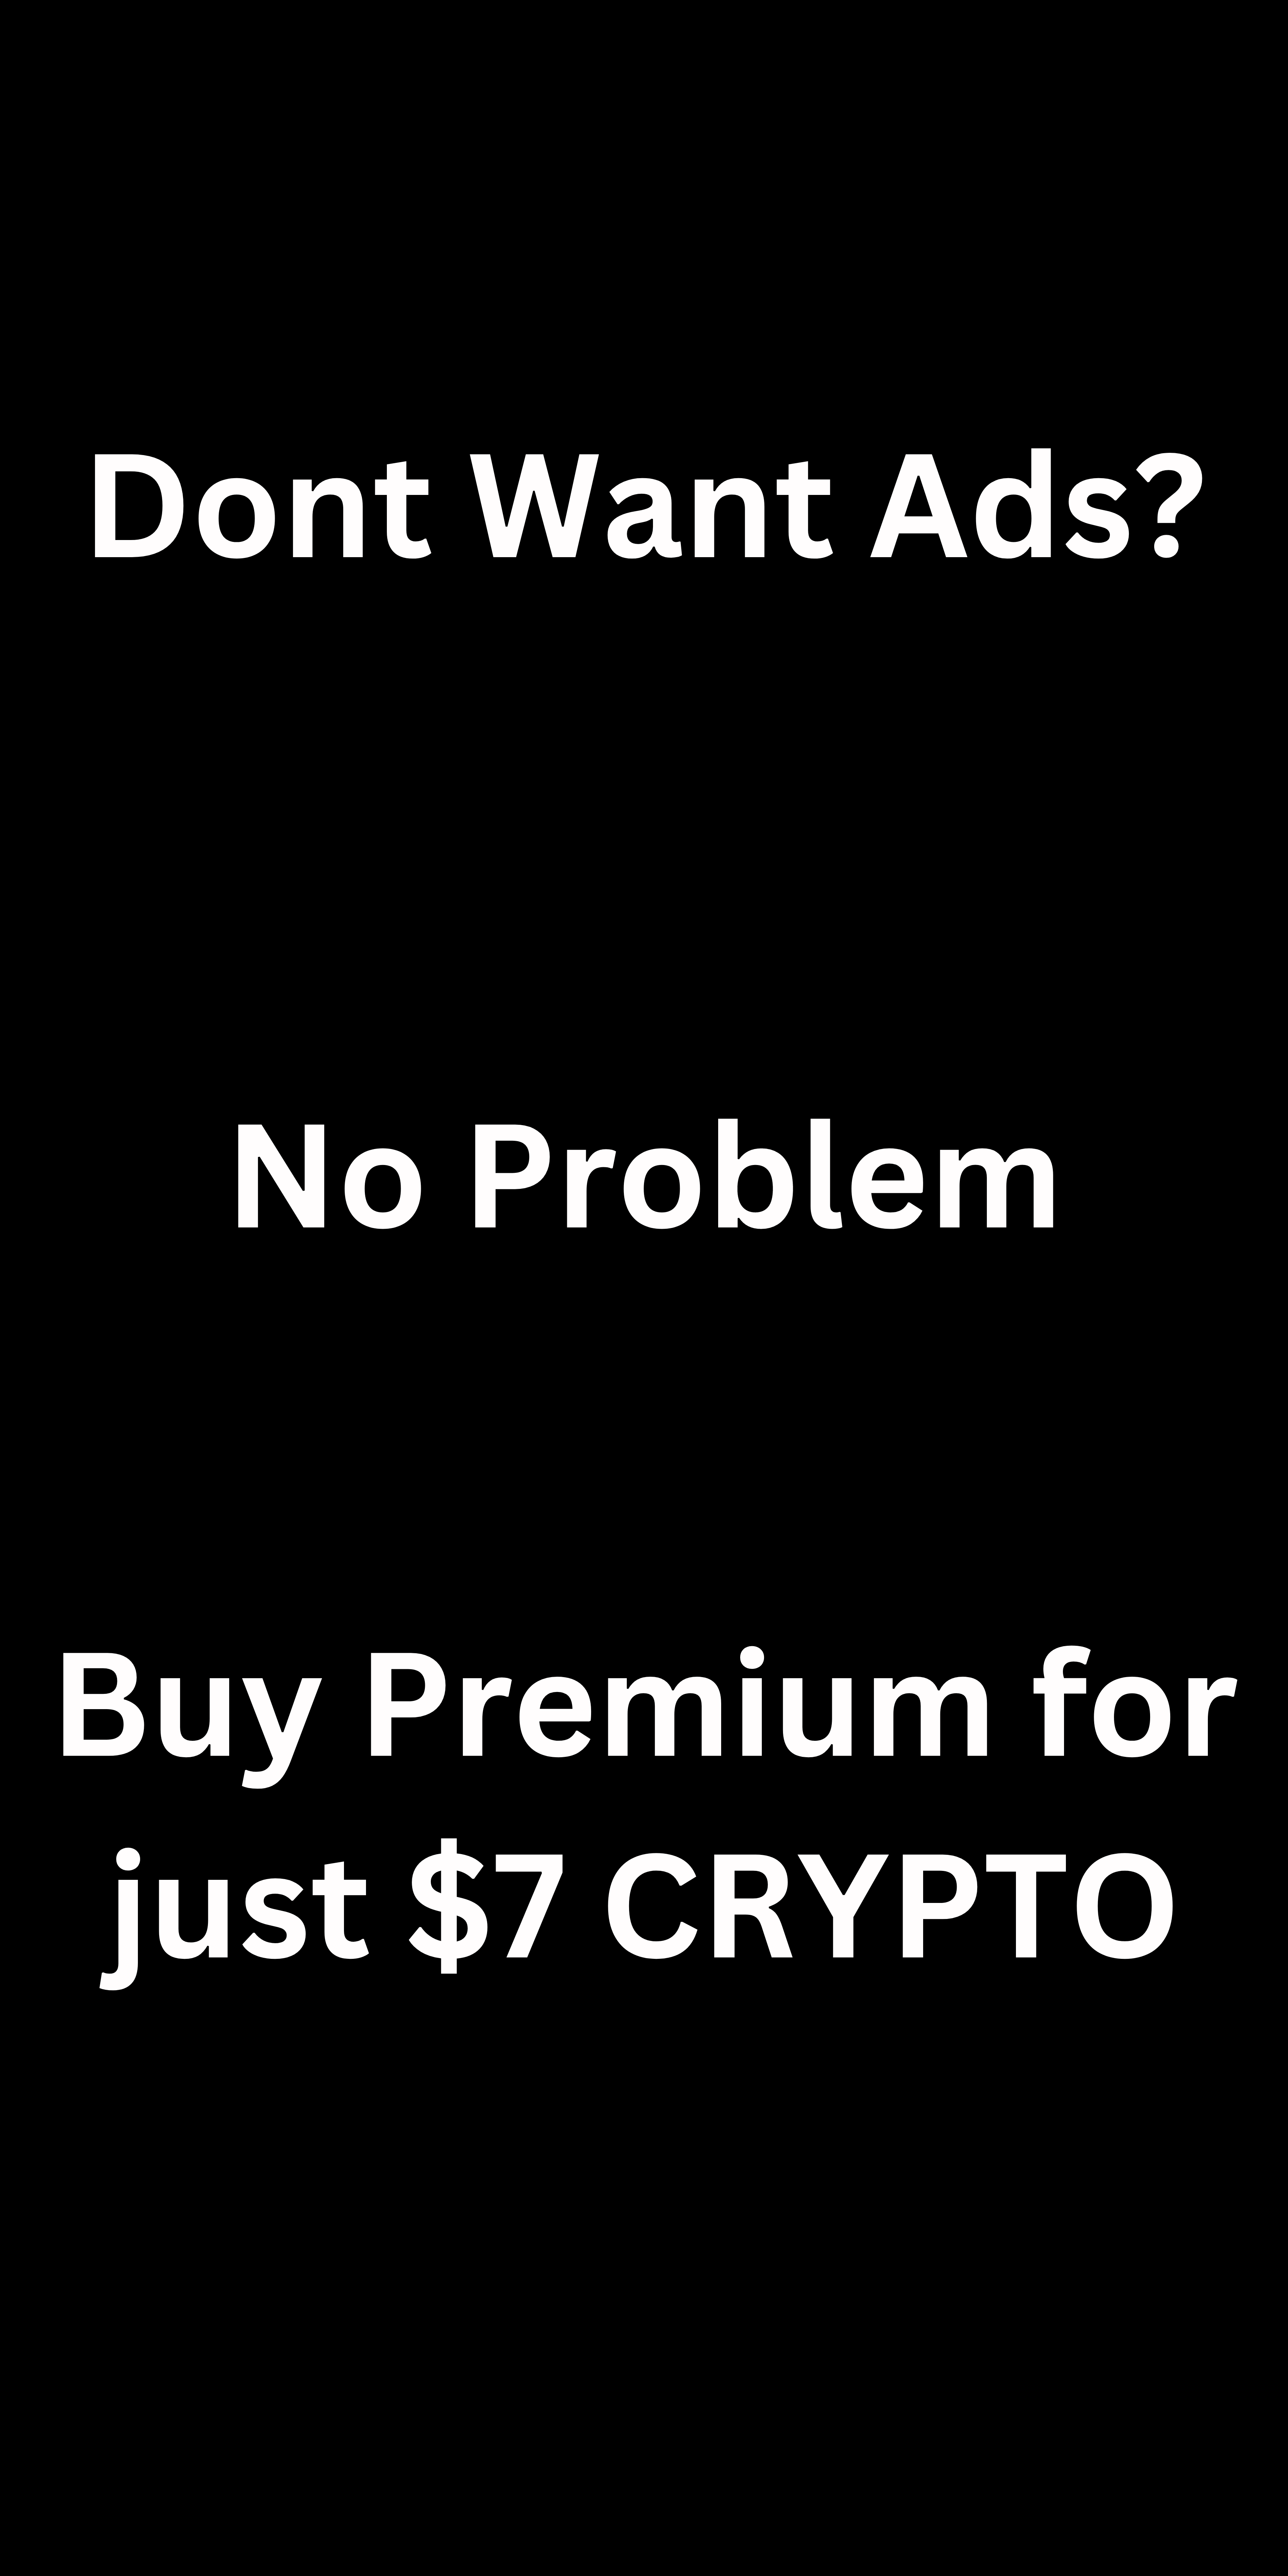 Dont Want Ads?
No Problem
Buy Premium for
just $7 CRYPTO